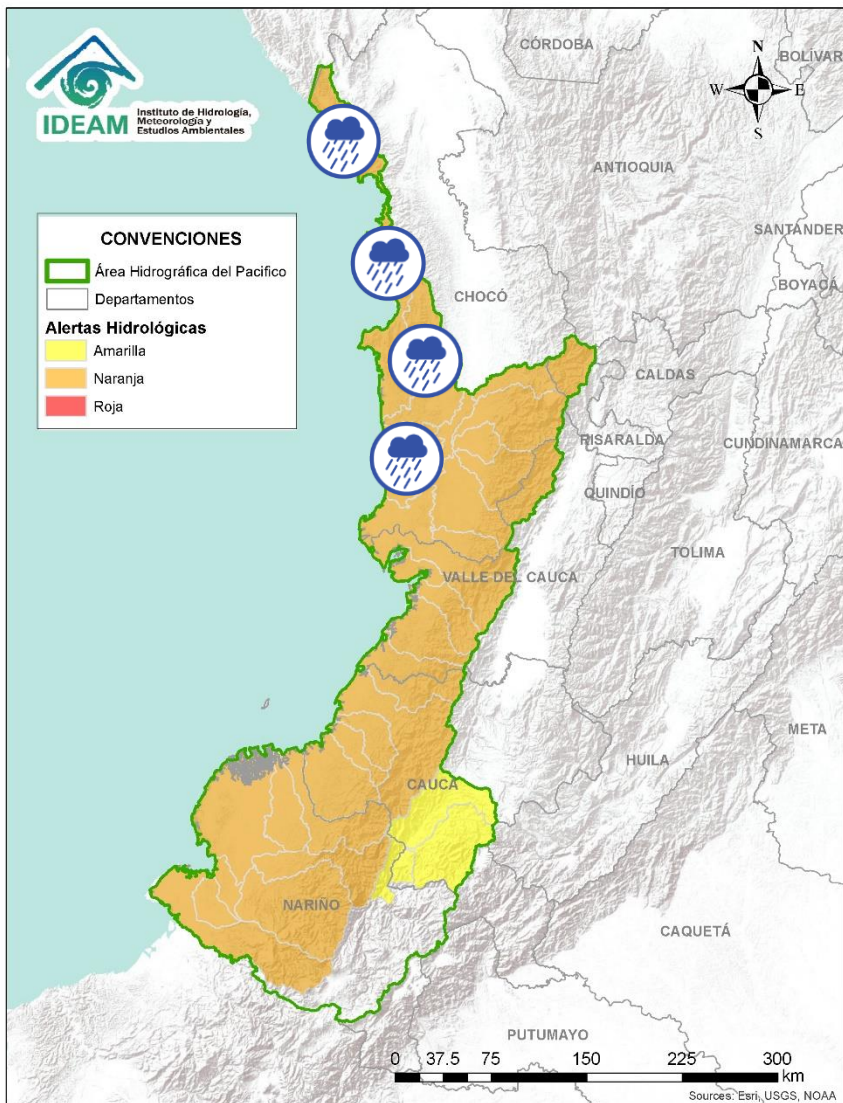 IDEAM
Instituto de Hidrología,
Meteorología y
Estudios Ambientales
N
W E
S
CÓRDOBA
BOLÍVAR
ANTIOQUIA
SANTANDER
BOYACÁ
CHOCÓ
CALDAS
RISARALDA
CUNDINAMARCA
QUINDÍO
TOLIMA
VALLE DEL CAUCA
META
HUILA
CAUCA
NARIÑO
CAQUETÁ
PUTUMAYO
CONVENCIONES
Área Hidrográfica del Pacifico
Departamentos
Alertas Hidrológicas
Amarilla
Naranja
Roja
0 37.5 75 150 225 300
km
Sources: Esri, USGS, NOAA